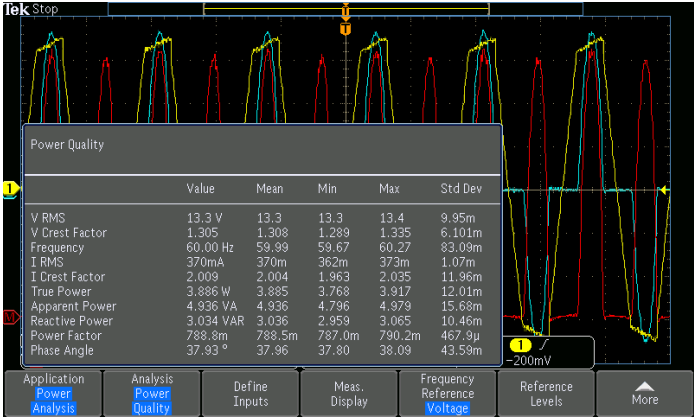 Tek Stop
T
T
Power Quality
Value Mean Min Max Std Dev
V RMS 13.3 V 13.3 13.3 13.4 9.95m
V Crest Factor 1.305 1.308 1.289 1.335 6.101m
Frequency 60.00 Hz 59.99 59.67 60.27 83.09m
I RMS 370mA 370m 362m 373m 1.07m
I Crest Factor 2.009 2.004 1.963 2.035 11.96m
True Power 3.886 W 3.885 3.768 3.917 12.01m
Apparent Power 4.936 VA 4.936 4.796 4.979 15.68m
Reactive Power 3.034 VAR 3.036 2.959 3.065 10.46m
Power Factor 788.8m 788.5m 787.0m 790.2m 467.9µ
Phase Angle 37.93 ° 37.96 37.80 38.09 43.59m
1
M
1
-200mV
Application
Power
Analysis
Analysis
Power
Quality
Define
Inputs
Meas.
Display
Frequency
Reference
Voltage
Reference
Levels
More